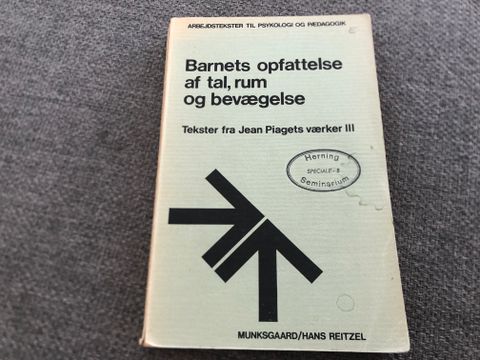 ARBEJDSTEKSTER TIL PSYKOLOGI OG PÆDAGOGIK
Barnets opfattelse
af tal, rum
og bevægelse
Tekster fra Jean Piagets værker III
Herning
SPECIALE-B
Seminarium
MUNKSGAARD/HANS REITZEL